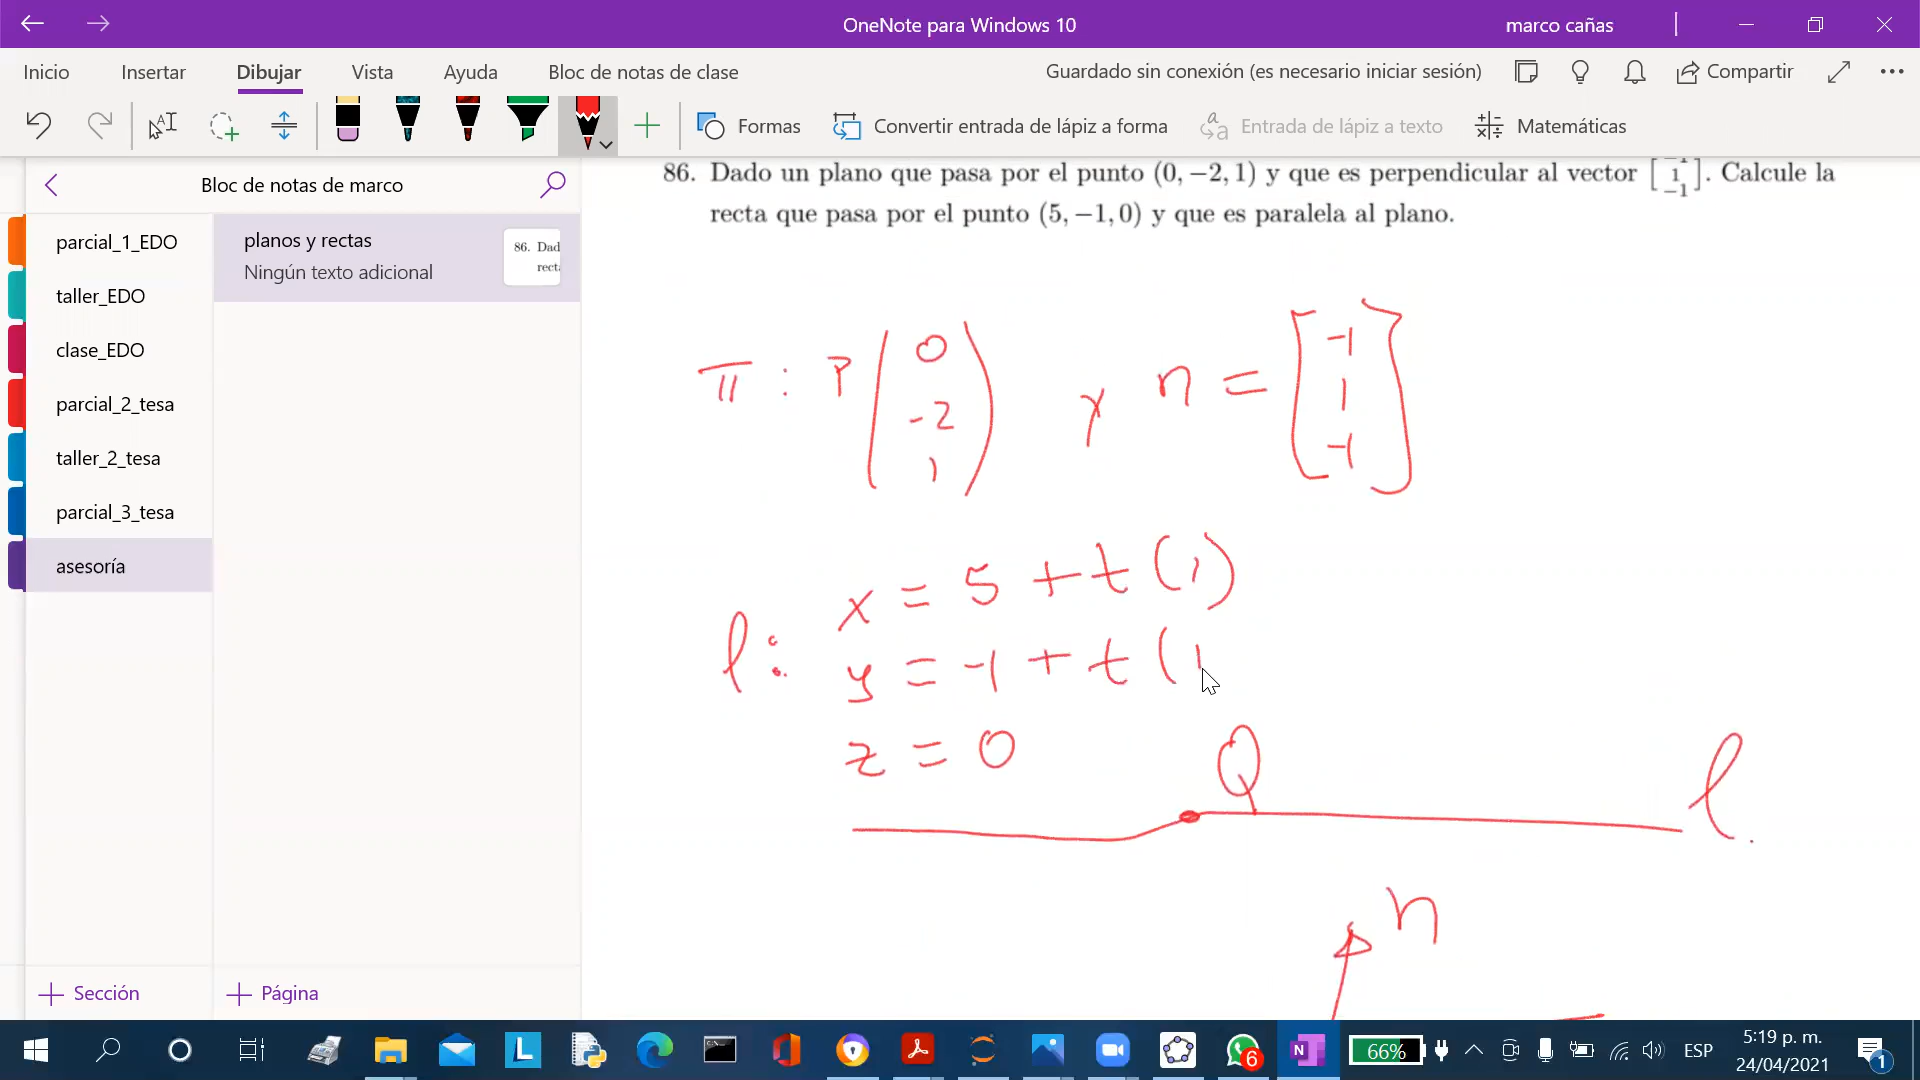 OneNote para Windows 10
marco cañas
Inicio
Insertar
Dibujar
Vista
Ayuda
Bloc de notas de clase
Guardado sin conexión (es necesario iniciar sesión)
Compartir
Formas
Convertir entrada de lápiz a forma
Entrada de lápiz a texto
Matemáticas
Bloc de notas de marco
parcial_1_EDO
taller_EDO
clase_EDO
parcial_2_tesa
taller_2_tesa
parcial_3_tesa
asesoría
planos y rectas
Ningún texto adicional
86. Dad
recta
Sección
Página
86. Dado un plano que pasa por el punto (0, −2, 1) y que es perpendicular al vector [−1 1 −1]. Calcule la
recta que pasa por el punto (5, −1, 0) y que es paralela al plano.
π : P (0 -2 1) y n = [-1 1 -1]
l: x = 5 + t (1)
y = -1 + t (1
z = 0
Q
l.
n
66%
6
ESP
5:19 p. m.
24/04/2021
1